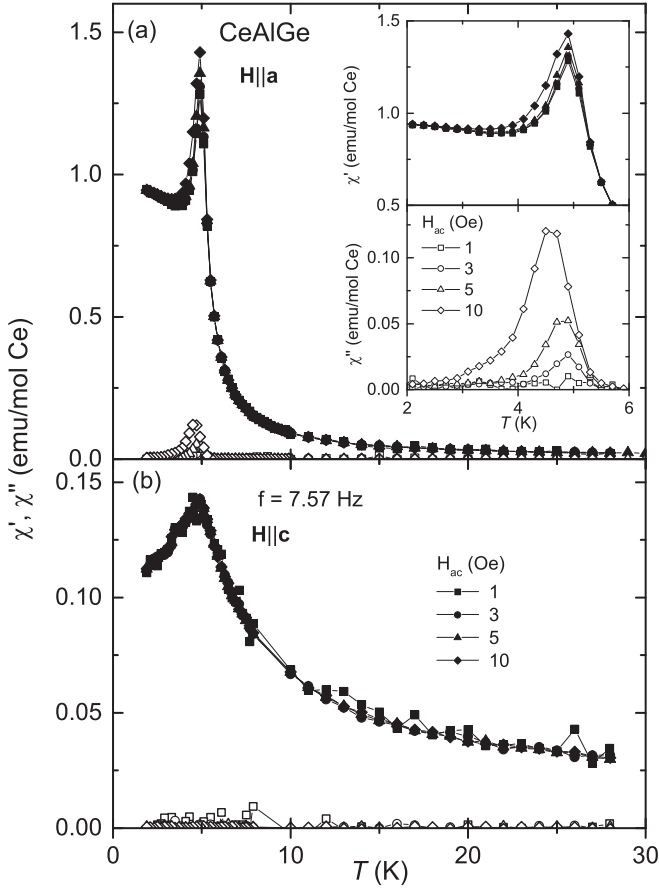 (a)
CeAlGe
H||a
1.5
1.0
0.5
0.0
χ', χ'' (emu/mol Ce)
χ' (emu/mol Ce)
1.5
1.0
0.5
χ'' (emu/mol Ce)
H_ac (Oe)
1
3
5
10
0.10
0.05
0.00
2
4
6
T (K)
(b)
f = 7.57 Hz
H||c
H_ac (Oe)
1
3
5
10
0.15
0.10
0.05
0.00
0
10
20
30
T (K)